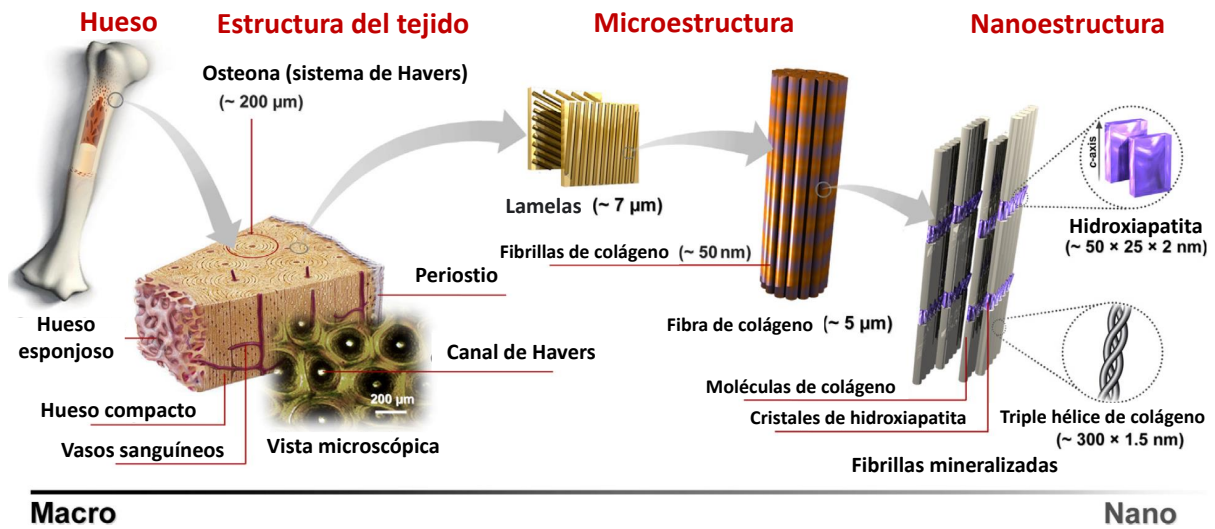 Hueso
Estructura del tejido
Microestructura
Nanoestructura
Osteona (sistema de Havers)
(~ 200 µm)
Lamelas (~ 7 µm)
Fibrillas de colágeno (~ 50 nm)
Fibra de colágeno (~ 5 µm)
c-axis
Hidroxiapatita
(~ 50 × 25 × 2 nm)
Periostio
Hueso
esponjoso
Canal de Havers
200 µm
Hueso compacto
Vasos sanguíneos
Vista microscópica
Moléculas de colágeno
Cristales de hidroxiapatita
Triple hélice de colágeno
(~ 300 × 1.5 nm)
Fibrillas mineralizadas
Macro
Nano